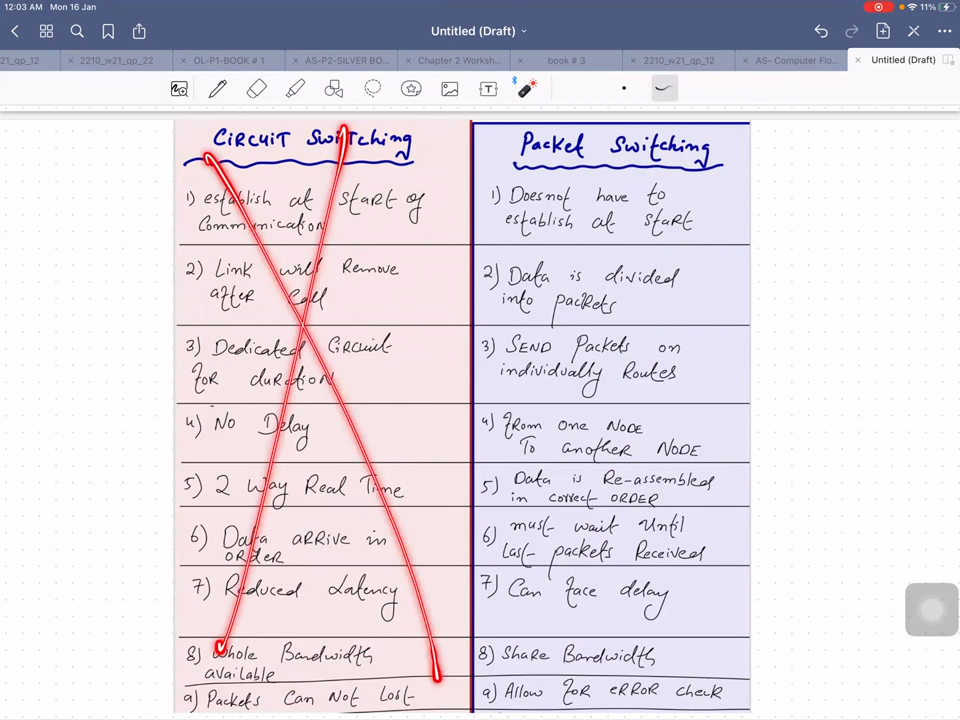 12:03 AM Mon 16 Jan
11%
Untitled (Draft)
21_qp_12
2210_w21_qp_22
OL-P1-BOOK # 1
AS-P2-SILVER BO...
Chapter 2 Worksh...
book # 3
2210_w21_qp_12
AS- Computer Flo...
Untitled (Draft)
CIRCUIT Switching
1) establish at START of
Communication
2) Link will Remove
after Call
3) Dedicated CIRCUIT
FOR duration
4) No Delay
5) 2 Way Real Time
6) Data ARRive in
ORDER
7) Reduced Latency
8) Whole Bandwidth
available
9) Packets Can Not Lost
Packet Switching
1) Doesnot have to
establish at START
2) Data is divided
into packets
3) SEND Packets on
individually Routes
4) FROM ONE NODE
To another NODE
5) Data is Re-assembled
in correct ORDER
6) must wait Until
Last packets Received
7) Can face delay
8) Share Bandwidth
9) Allow FOR eRROR check